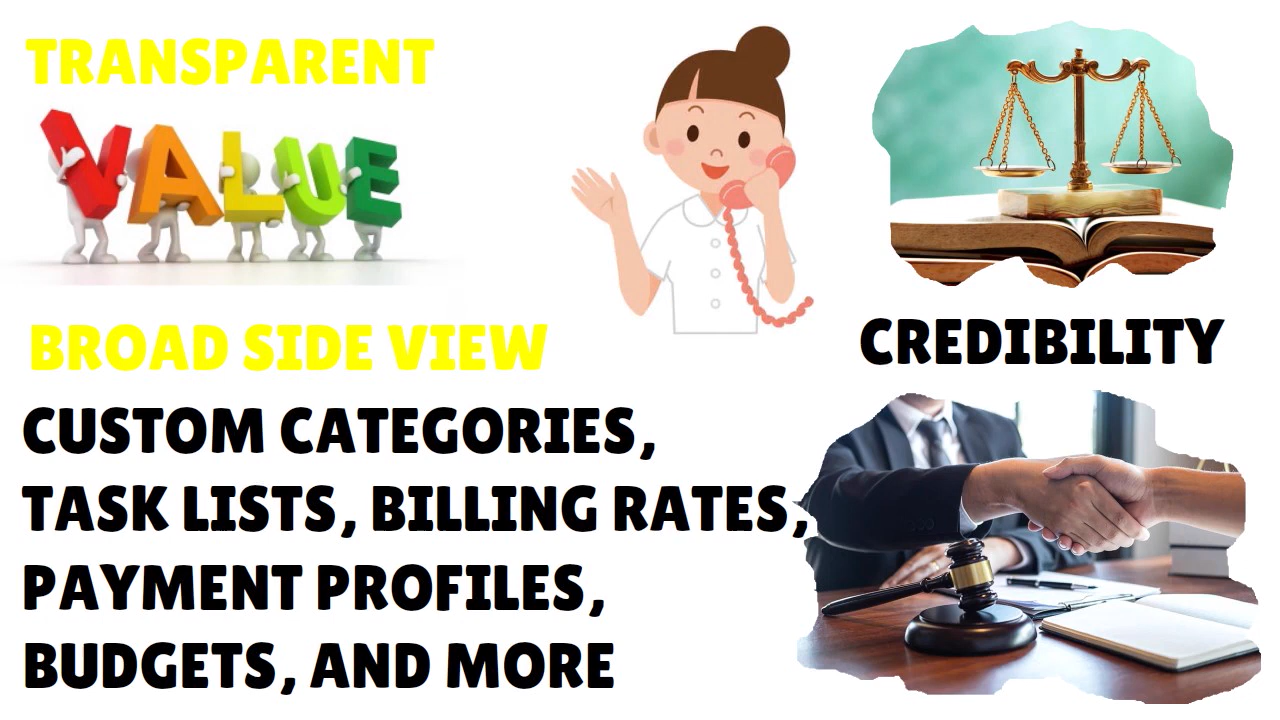 TRANSPARENT
VALUE
BROAD SIDE VIEW
CREDIBILITY
CUSTOM CATEGORIES,
TASK LISTS, BILLING RATES,
PAYMENT PROFILES,
BUDGETS, AND MORE